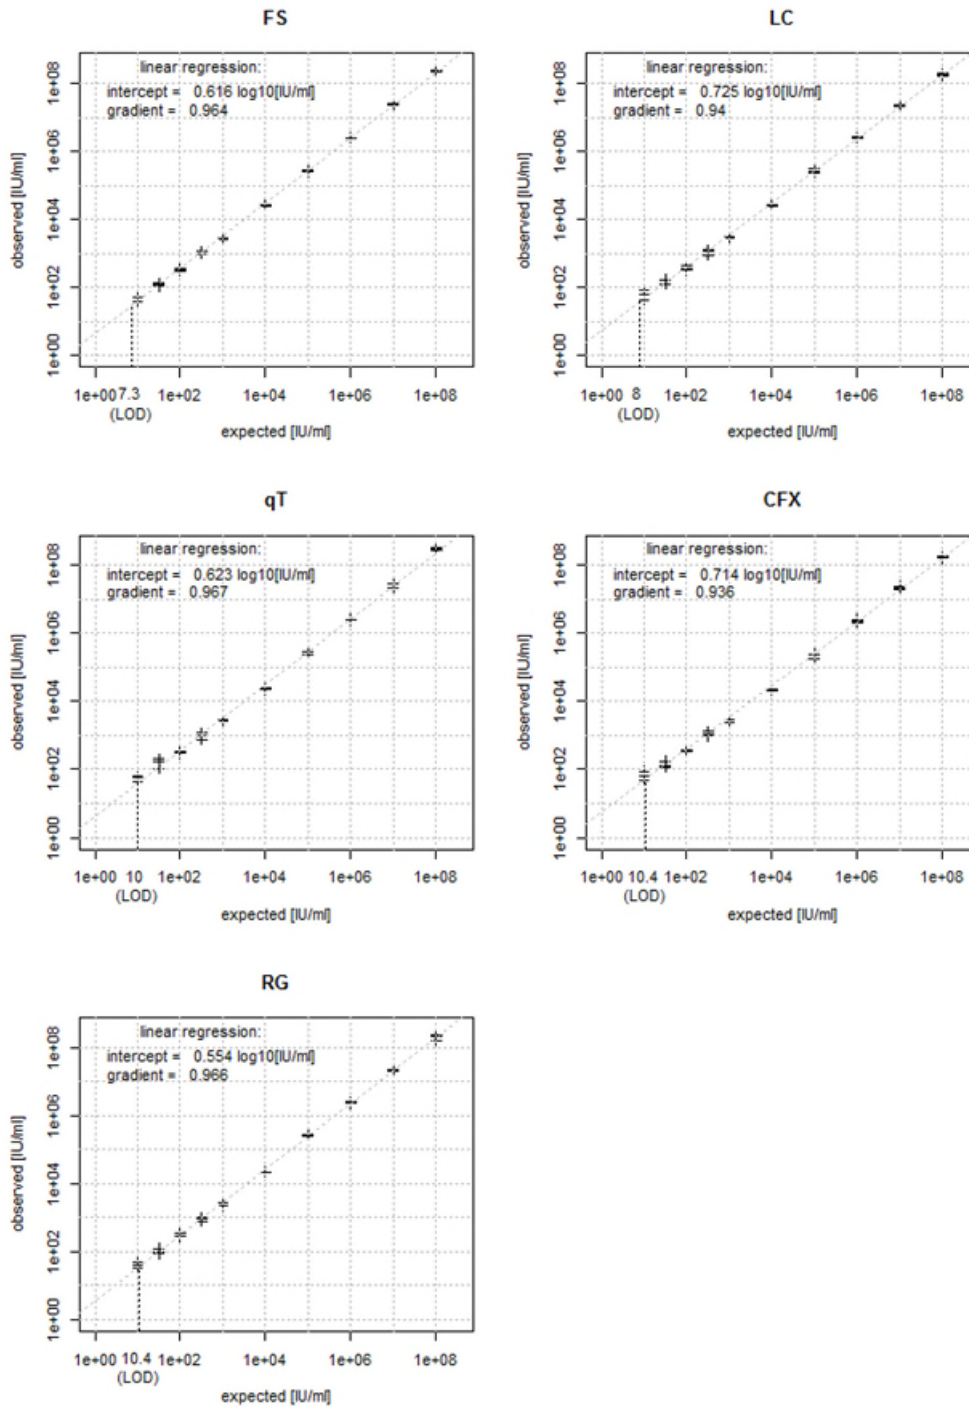 FS
linear regression:
intercept = 0.616 log10[IU/ml]
gradient = 0.964
observed [IU/ml]
1e+08
1e+06
1e+04
1e+02
1e+00
1e+00 7.3 1e+02 1e+04 1e+06 1e+08
(LOD)
expected [IU/ml]
LC
linear regression:
intercept = 0.725 log10[IU/ml]
gradient = 0.94
observed [IU/ml]
1e+08
1e+06
1e+04
1e+02
1e+00
1e+00 8 1e+02 1e+04 1e+06 1e+08
(LOD)
expected [IU/ml]
qT
linear regression:
intercept = 0.623 log10[IU/ml]
gradient = 0.967
observed [IU/ml]
1e+08
1e+06
1e+04
1e+02
1e+00
1e+00 10 1e+02 1e+04 1e+06 1e+08
(LOD)
expected [IU/ml]
CFX
linear regression:
intercept = 0.714 log10[IU/ml]
gradient = 0.936
observed [IU/ml]
1e+08
1e+06
1e+04
1e+02
1e+00
1e+00 10.4 1e+02 1e+04 1e+06 1e+08
(LOD)
expected [IU/ml]
RG
linear regression:
intercept = 0.554 log10[IU/ml]
gradient = 0.966
observed [IU/ml]
1e+08
1e+06
1e+04
1e+02
1e+00
1e+00 10.4 1e+02 1e+04 1e+06 1e+08
(LOD)
expected [IU/ml]